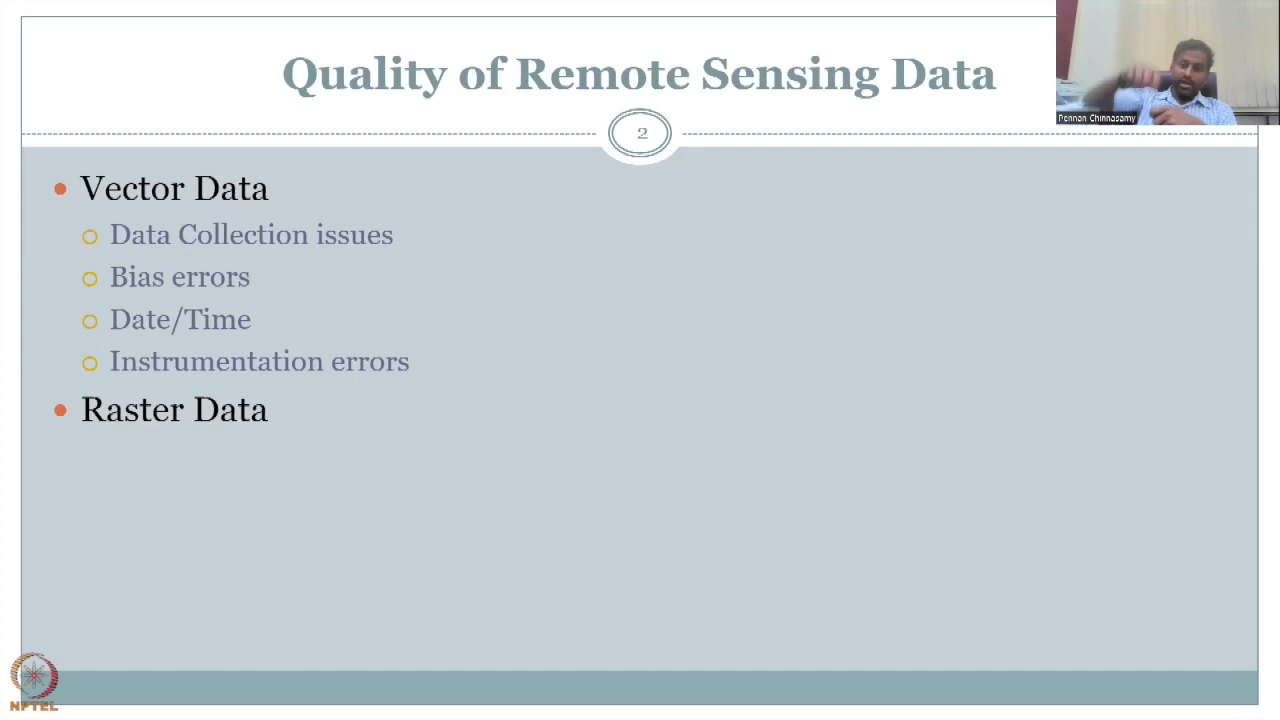 Quality of Remote Sensing Data
Pennan Chinnasamy
2
Vector Data
Data Collection issues
Bias errors
Date/Time
Instrumentation errors
Raster Data
NPTEL